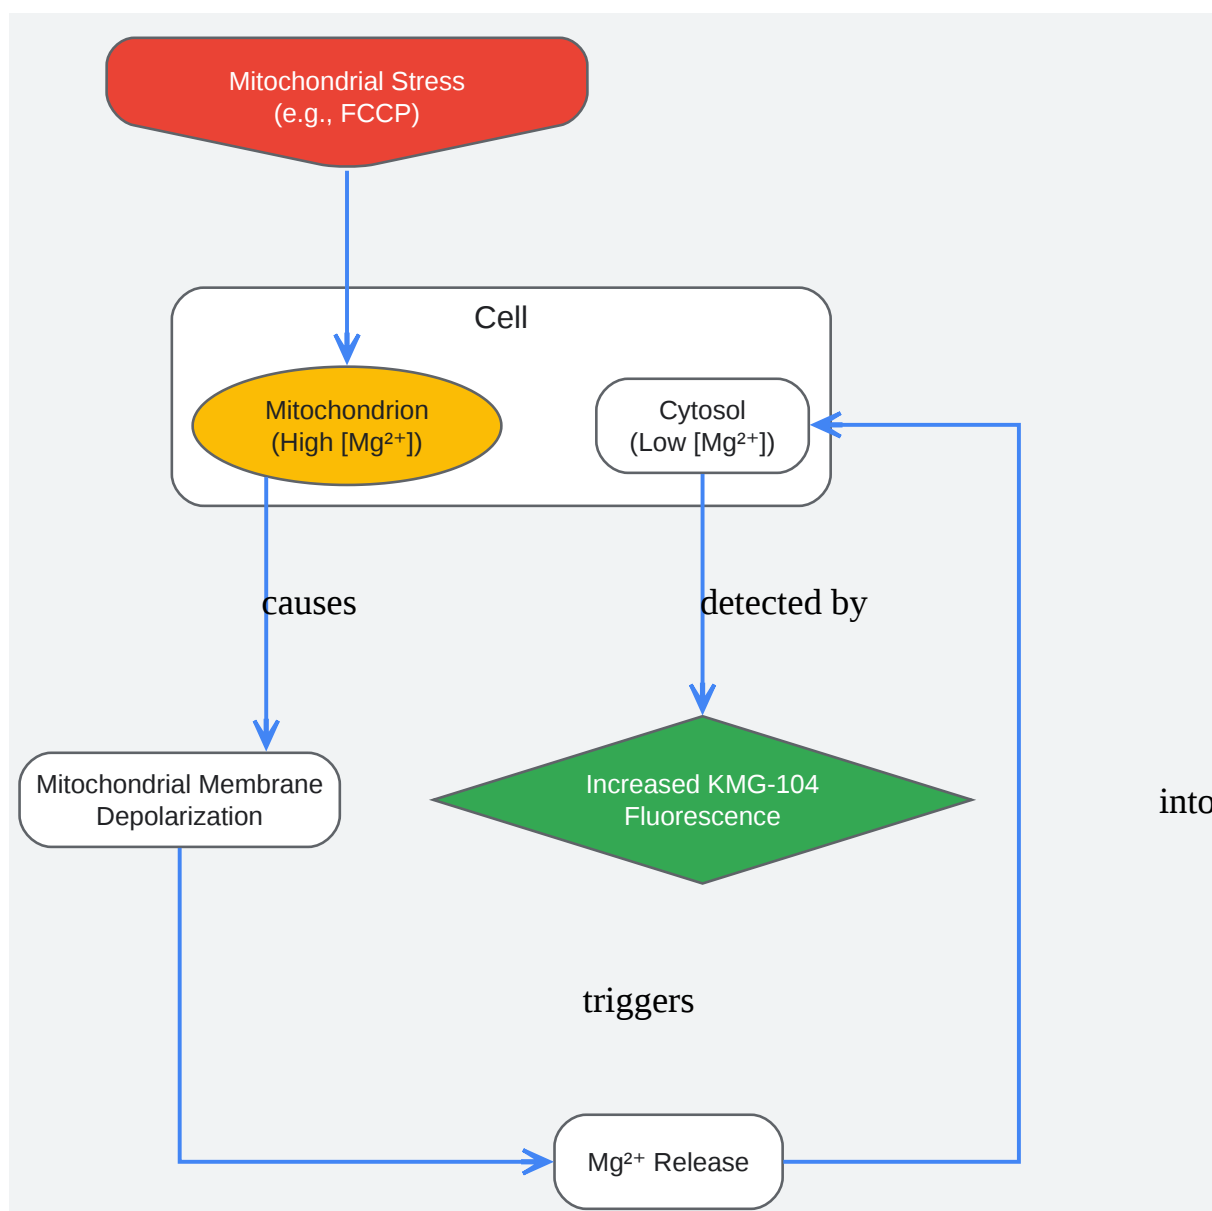 Mitochondrial Stress
(e.g., FCCP)
Cell
Mitochondrion
(High [Mg²⁺])
Cytosol
(Low [Mg²⁺])
causes
detected by
Mitochondrial Membrane
Depolarization
Increased KMG-104
Fluorescence
into
triggers
Mg²⁺ Release